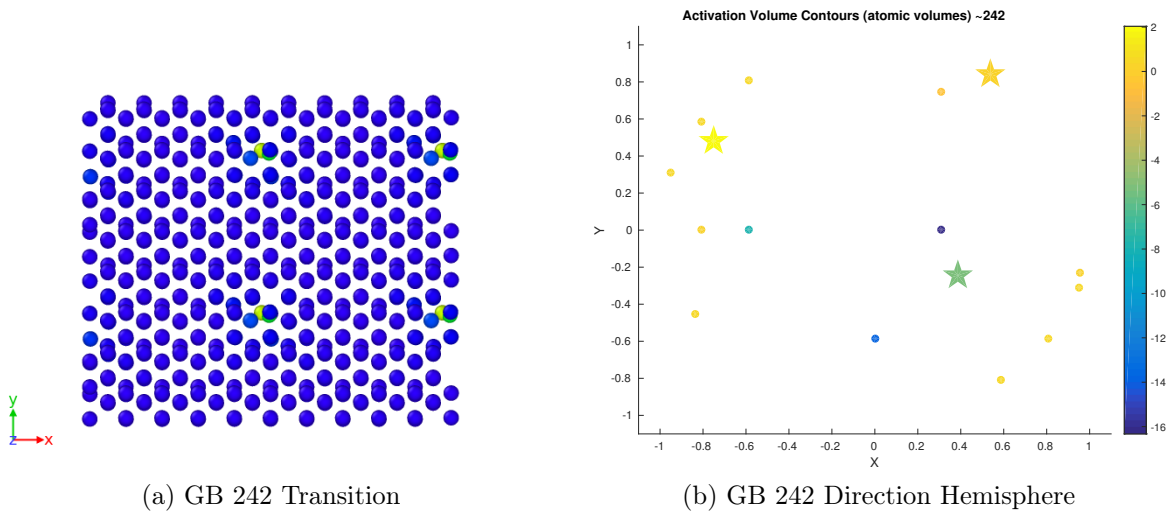 Activation Volume Contours (atomic volumes) ~242
1
0.8
0.6
0.4
0.2
0
-0.2
-0.4
-0.6
-0.8
-1
Y
-1 -0.8 -0.6 -0.4 -0.2 0 0.2 0.4 0.6 0.8 1
X
2
0
-2
-4
-6
-8
-10
-12
-14
-16
y
z x
(a) GB 242 Transition
(b) GB 242 Direction Hemisphere